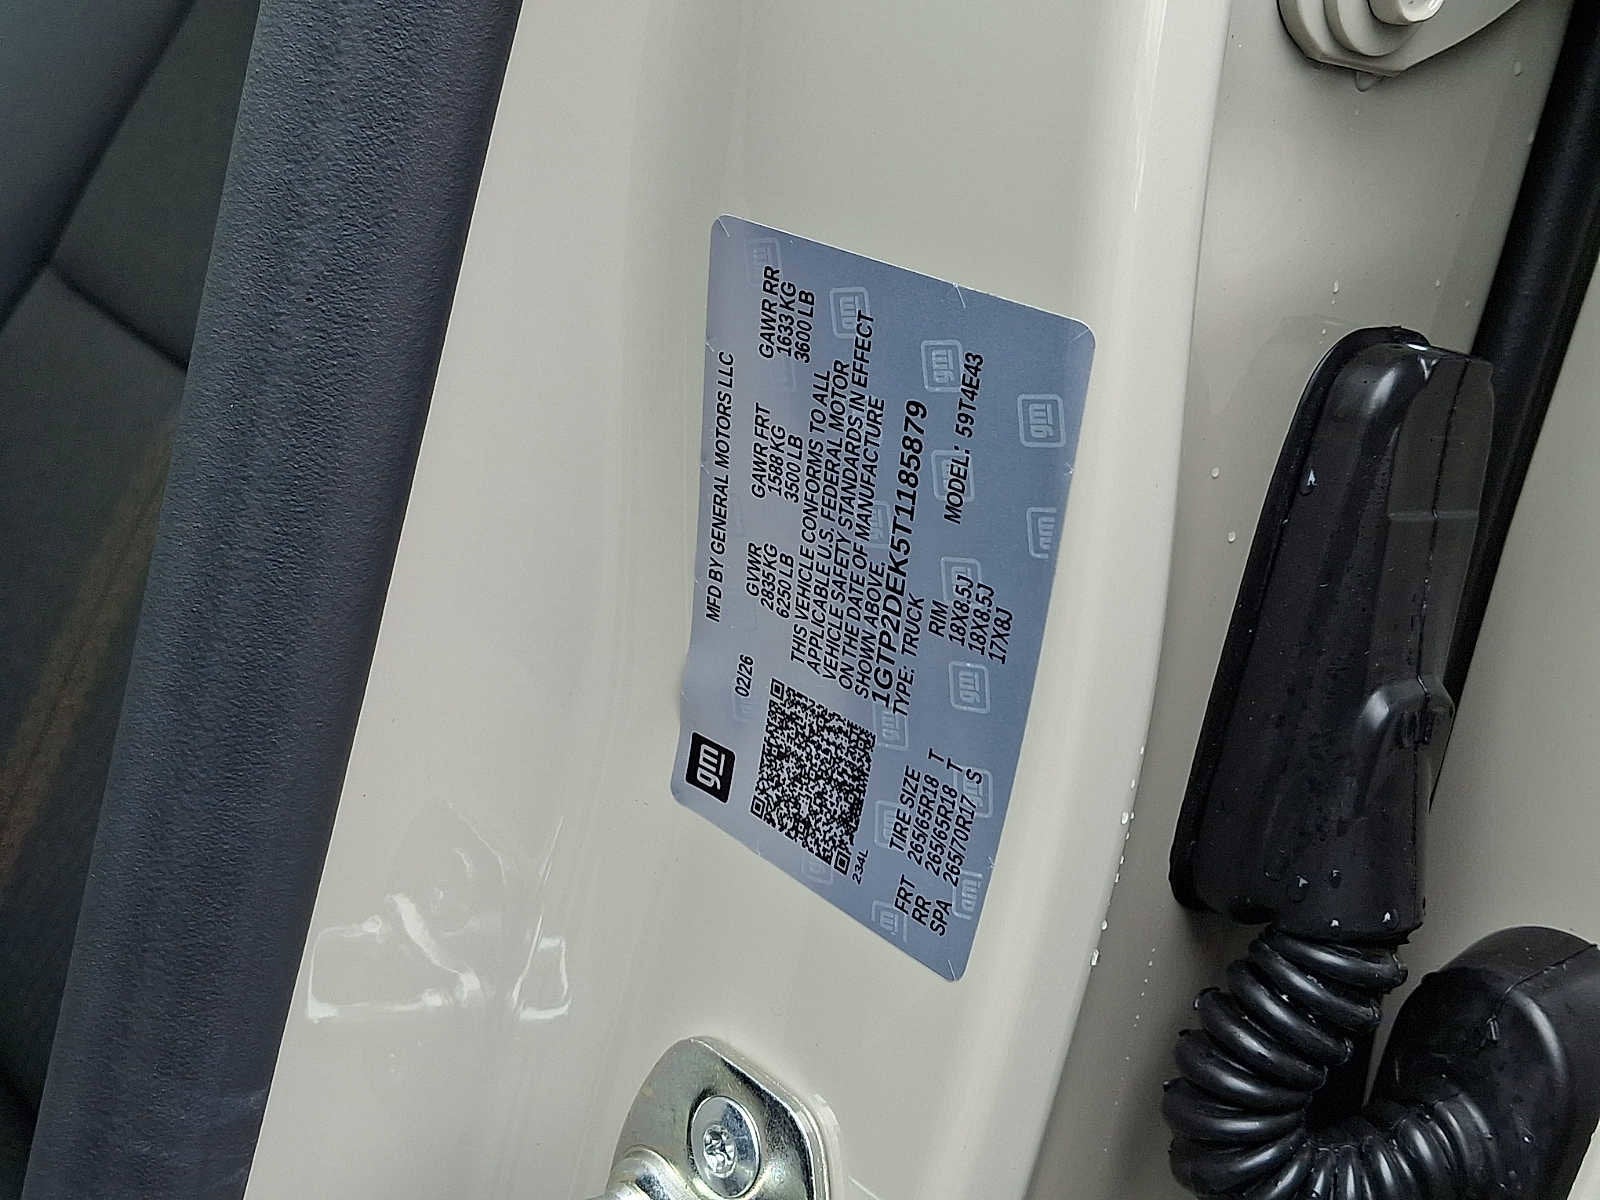 gm
MFD BY GENERAL MOTORS LLC
02/26
GVWR GAWR FRT GAWR RR
2835 KG 1588 KG 1633 KG
6250 LB 3500 LB 3600 LB
THIS VEHICLE CONFORMS TO ALL
APPLICABLE U.S. FEDERAL MOTOR
VEHICLE SAFETY STANDARDS IN EFFECT
ON THE DATE OF MANUFACTURE
SHOWN ABOVE.
1GTP2DEK5T1185879
TYPE: TRUCK MODEL: 59T4E43
234L
TIRE SIZE RIM
FRT 265/65R18 T 18X8.5J
RR 265/65R18 T 18X8.5J
SPA 265/70R17 S 17X8J